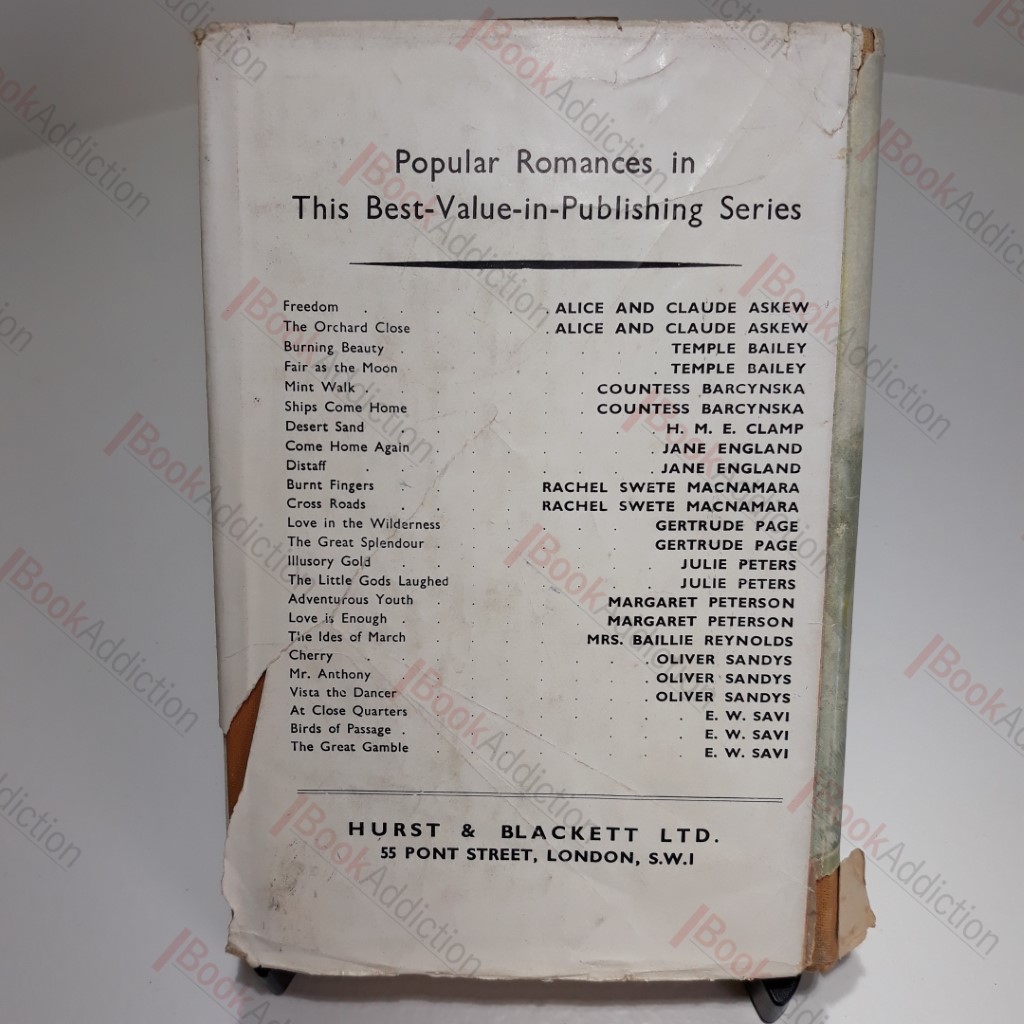 Popular Romances in
This Best-Value-in-Publishing Series
Freedom . . . . . . ALICE AND CLAUDE ASKEW
The Orchard Close . . . . ALICE AND CLAUDE ASKEW
Burning Beauty . . . . . . . . TEMPLE BAILEY
Fair as the Moon . . . . . . . TEMPLE BAILEY
Mint Walk . . . . . . COUNTESS BARCYNSKA
Ships Come Home . . . . . COUNTESS BARCYNSKA
Desert Sand . . . . . . . . H. M. E. CLAMP
Come Home Again . . . . . . . JANE ENGLAND
Distaff . . . . . . . . . JANE ENGLAND
Burnt Fingers . . . . RACHEL SWETE MACNAMARA
Cross Roads . . . . RACHEL SWETE MACNAMARA
Love in the Wilderness . . . . . GERTRUDE PAGE
The Great Splendour . . . . . . . GERTRUDE PAGE
Illusory Gold . . . . . . . . JULIE PETERS
The Little Gods Laughed . . . . . . JULIE PETERS
Adventurous Youth . . . . . MARGARET PETERSON
Love is Enough . . . . . . MARGARET PETERSON
The Ides of March . . . . . MRS. BAILLIE REYNOLDS
Cherry . . . . . . . . . OLIVER SANDYS
Mr. Anthony . . . . . . . . OLIVER SANDYS
Vista the Dancer . . . . . . . OLIVER SANDYS
At Close Quarters . . . . . . . . E. W. SAVI
Birds of Passage . . . . . . . . . E. W. SAVI
The Great Gamble . . . . . . . . E. W. SAVI
HURST & BLACKETT LTD.
55 PONT STREET, LONDON, S.W.1